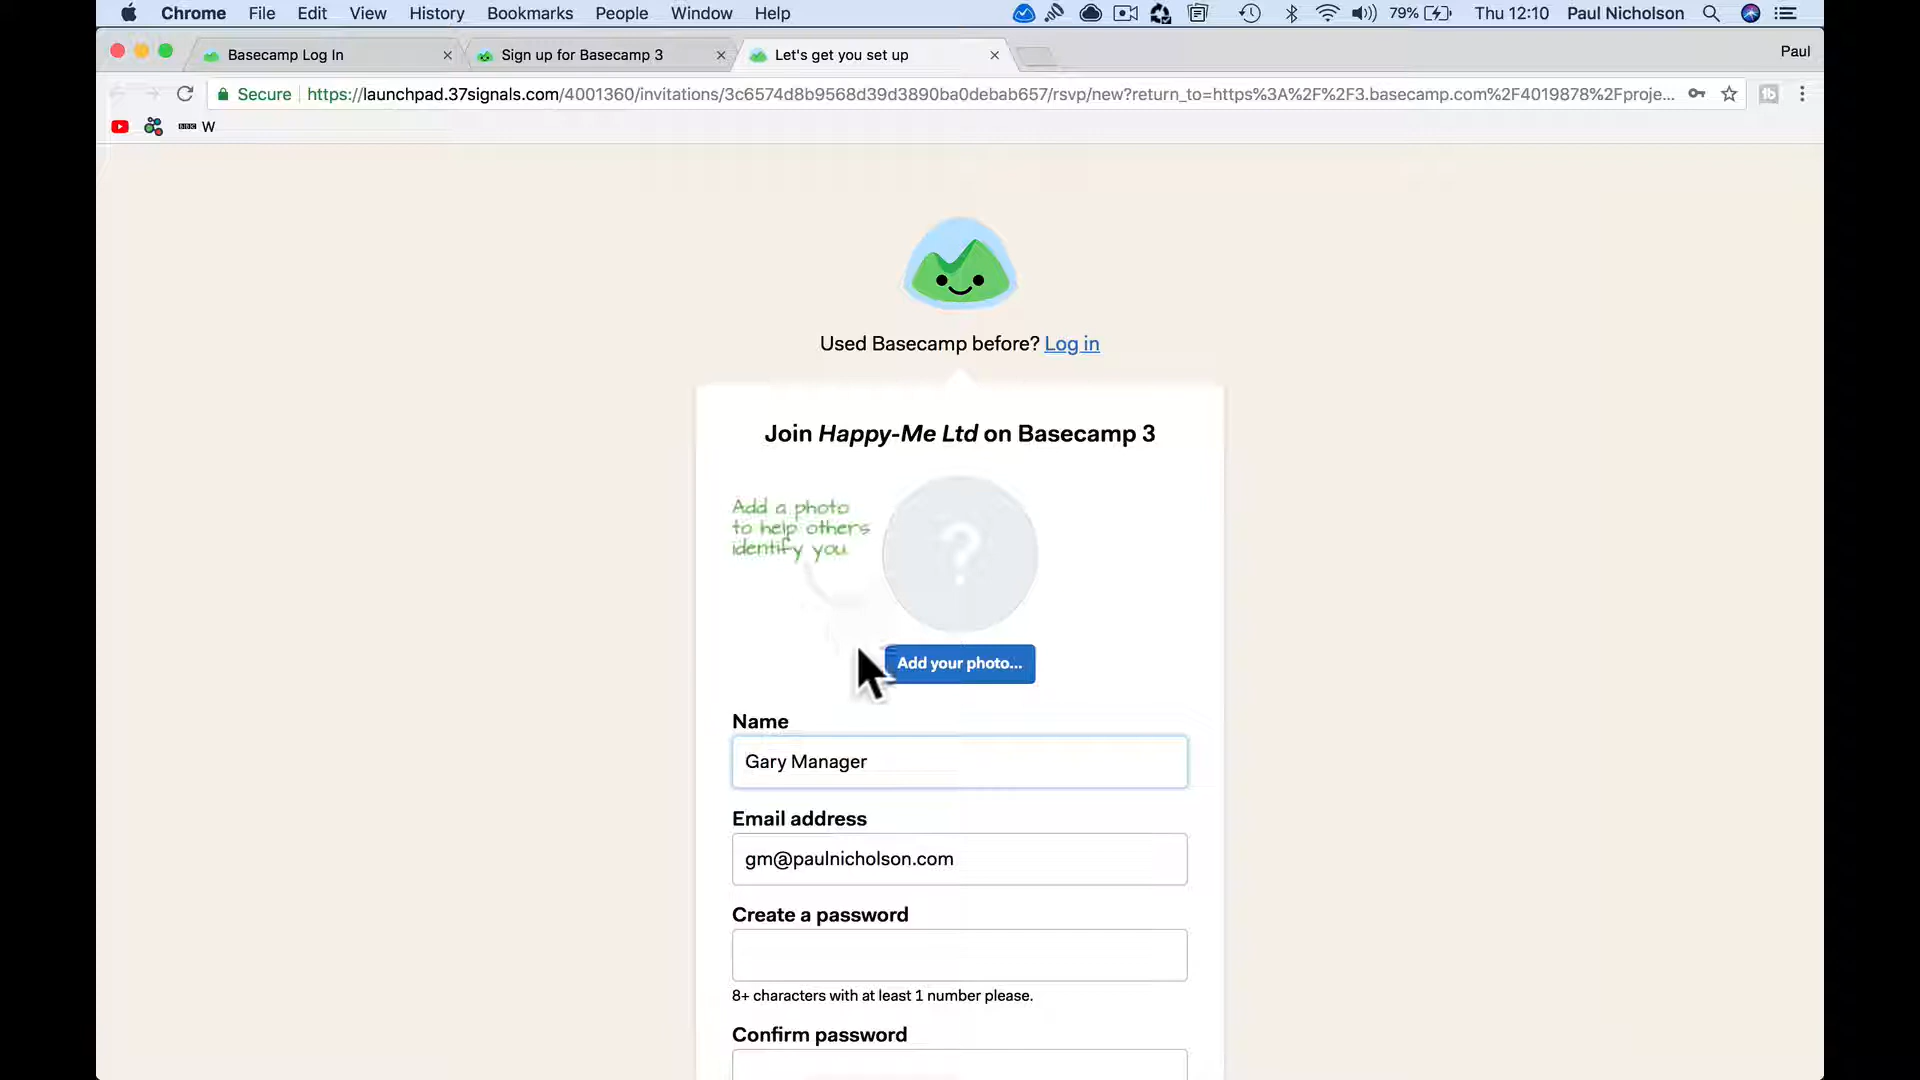 Chrome File Edit View History Bookmarks People Window Help 79% Thu 12:10 Paul Nicholson
Basecamp Log In Sign up for Basecamp 3 Let's get you set up Paul
Secure https://launchpad.37signals.com/4001360/invitations/3c6574d8b9568d39d3890ba0debab657/rsvp/new?return_to=https%3A%2F%2F3.basecamp.com%2F4019878%2Fproje...
BBC W
Used Basecamp before? Log in
Join Happy-Me Ltd on Basecamp 3
Add a photo
to help others
identify you
?
Add your photo...
Name
Gary Manager
Email address
gm@paulnicholson.com
Create a password
8+ characters with at least 1 number please.
Confirm password